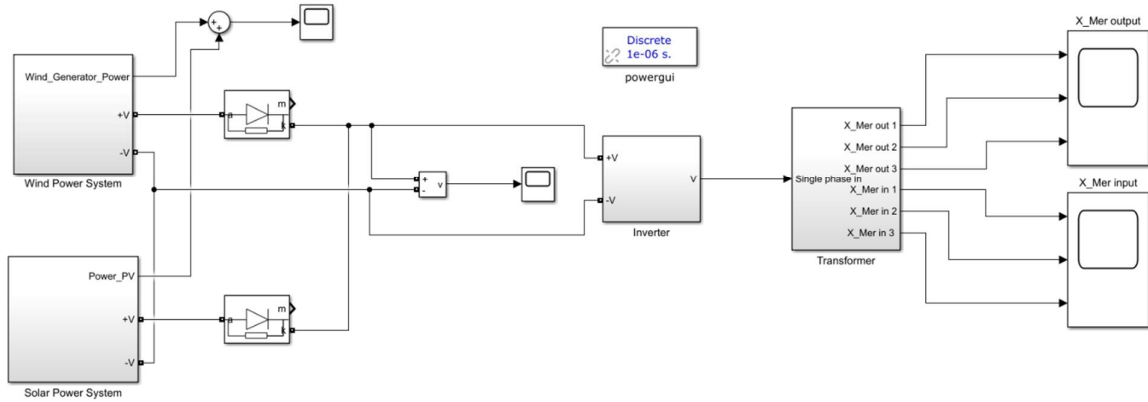 X_Mer output
Discrete
1e-06 s.
powergui
Wind_Generator_Power
+V
-V
Wind Power System
a
m
k
+
-
v
+V
-V
V
Inverter
Single phase in
X_Mer out 1
X_Mer out 2
X_Mer out 3
X_Mer in 1
X_Mer in 2
X_Mer in 3
Transformer
X_Mer input
Power_PV
+V
-V
Solar Power System
a
m
k